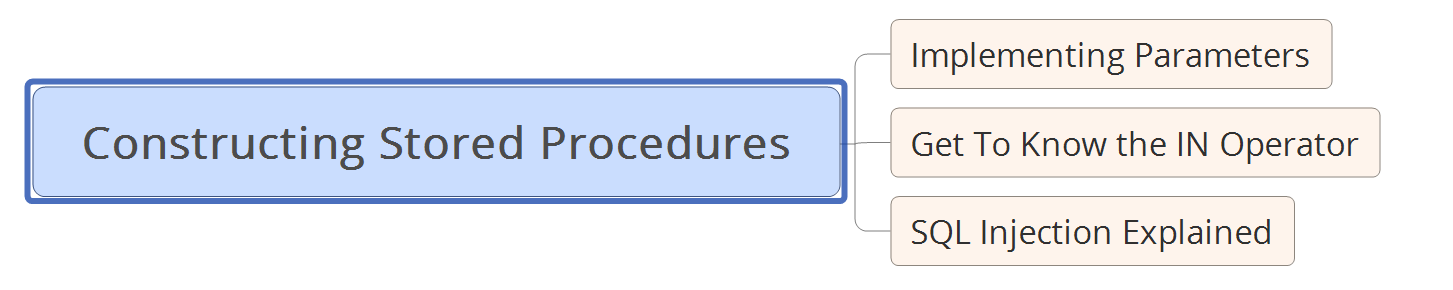 Constructing Stored Procedures
Implementing Parameters
Get To Know the IN Operator
SQL Injection Explained